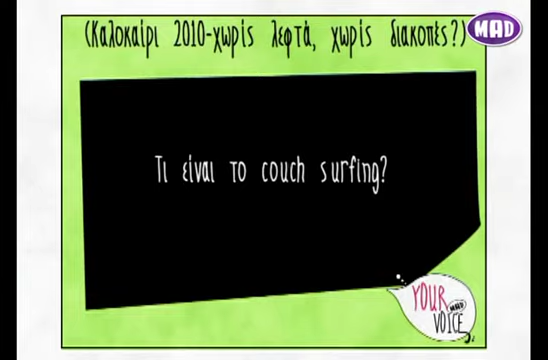 (Καλοκαίρι 2010-χωρίς λεφτά, χωρίς διακοπές?)
MAD
Τι είναι το couch surfing?
YOUR
MAD
VOICE